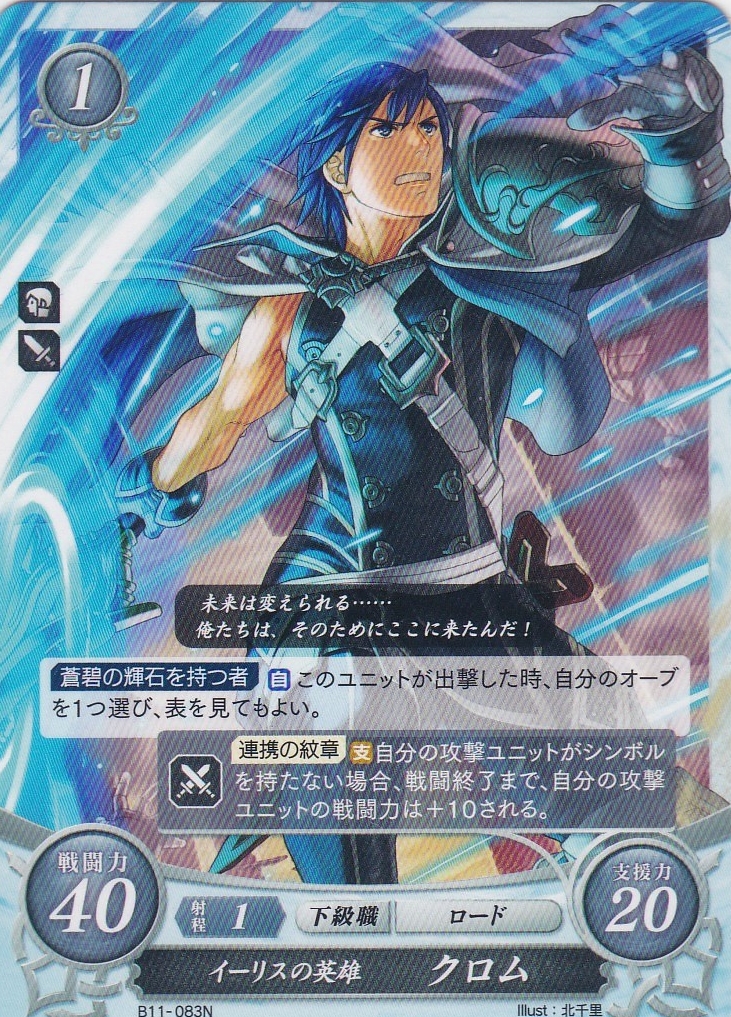 1
未来は変えられる……
俺たちは、そのためにここに来たんだ!
蒼碧の輝石を持つ者 自 このユニットが出撃した時、自分のオーブ
を1つ選び、表を見てもよい。
連携の紋章 支 自分の攻撃ユニットがシンボル
を持たない場合、戦闘終了まで、自分の攻撃
ユニットの戦闘力は+10される。
戦闘力
40
射程 1 下級職 ロード
支援力
20
イーリスの英雄 クロム
B11-083N Illust:北千里